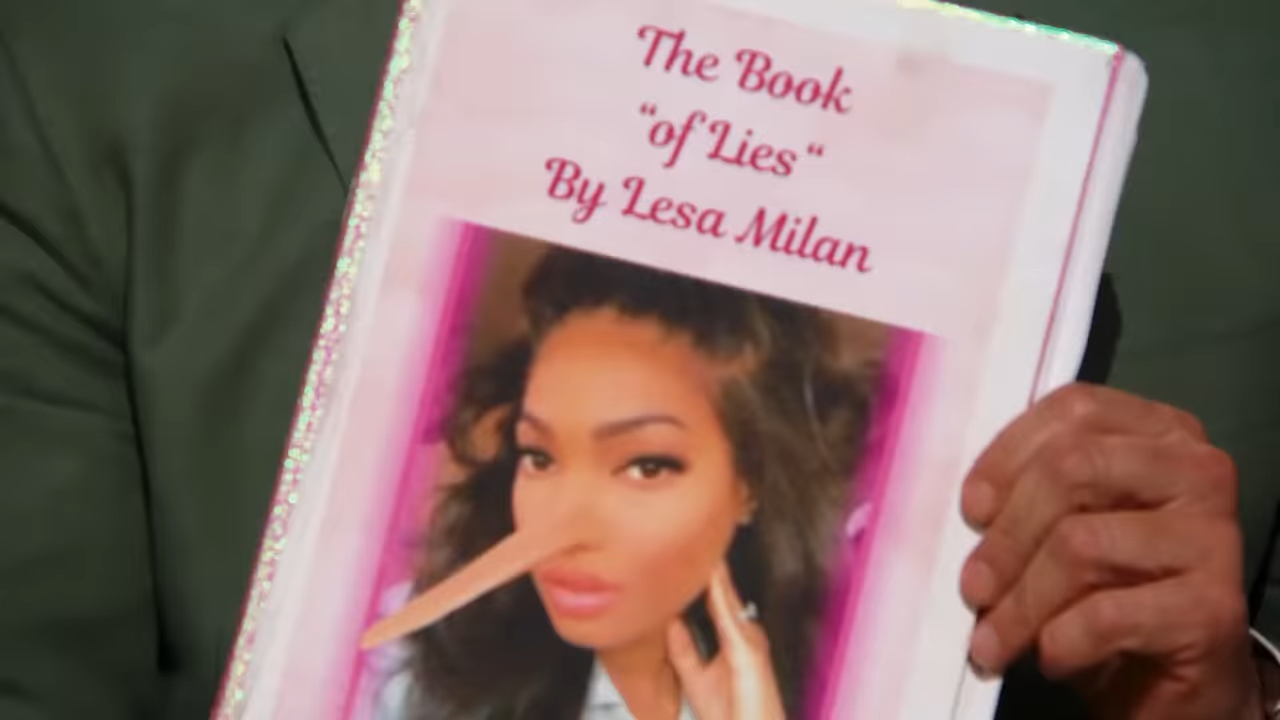 The Book
“of Lies“
By Lesa Milan